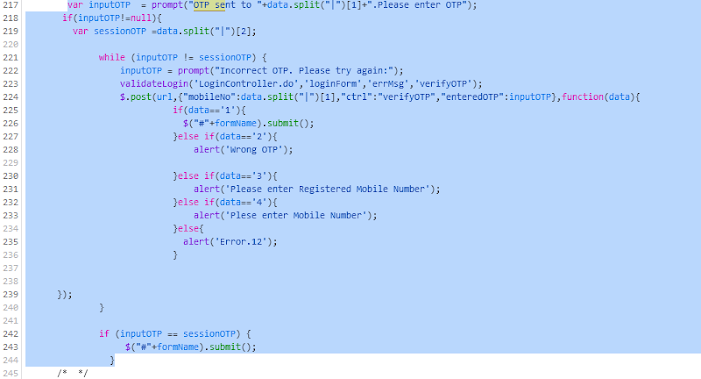 217 var inputOTP = prompt("OTP sent to "+data.split("|")[1]+".Please enter OTP");
218 if(inputOTP!=null){
219 var sessionOTP =data.split("|")[2];
220
221 while (inputOTP != sessionOTP) {
222 inputOTP = prompt("Incorrect OTP. Please try again:");
223 validateLogin('LoginController.do','loginForm','errMsg','verifyOTP');
224 $.post(url,{"mobileNo":data.split("|")[1],"ctrl":"verifyOTP","enteredOTP":inputOTP},function(data){
225 if(data=='1'){
226 $("#"+formName).submit();
227 }else if(data=='2'){
228 alert('Wrong OTP');
229
230 }else if(data=='3'){
231 alert('Please enter Registered Mobile Number');
232 }else if(data=='4'){
233 alert('Plese enter Mobile Number');
234 }else{
235 alert('Error.12');
236 }
237
238
239 });
240 }
241
242 if (inputOTP == sessionOTP) {
243 $("#"+formName).submit();
244 }
245 /* */